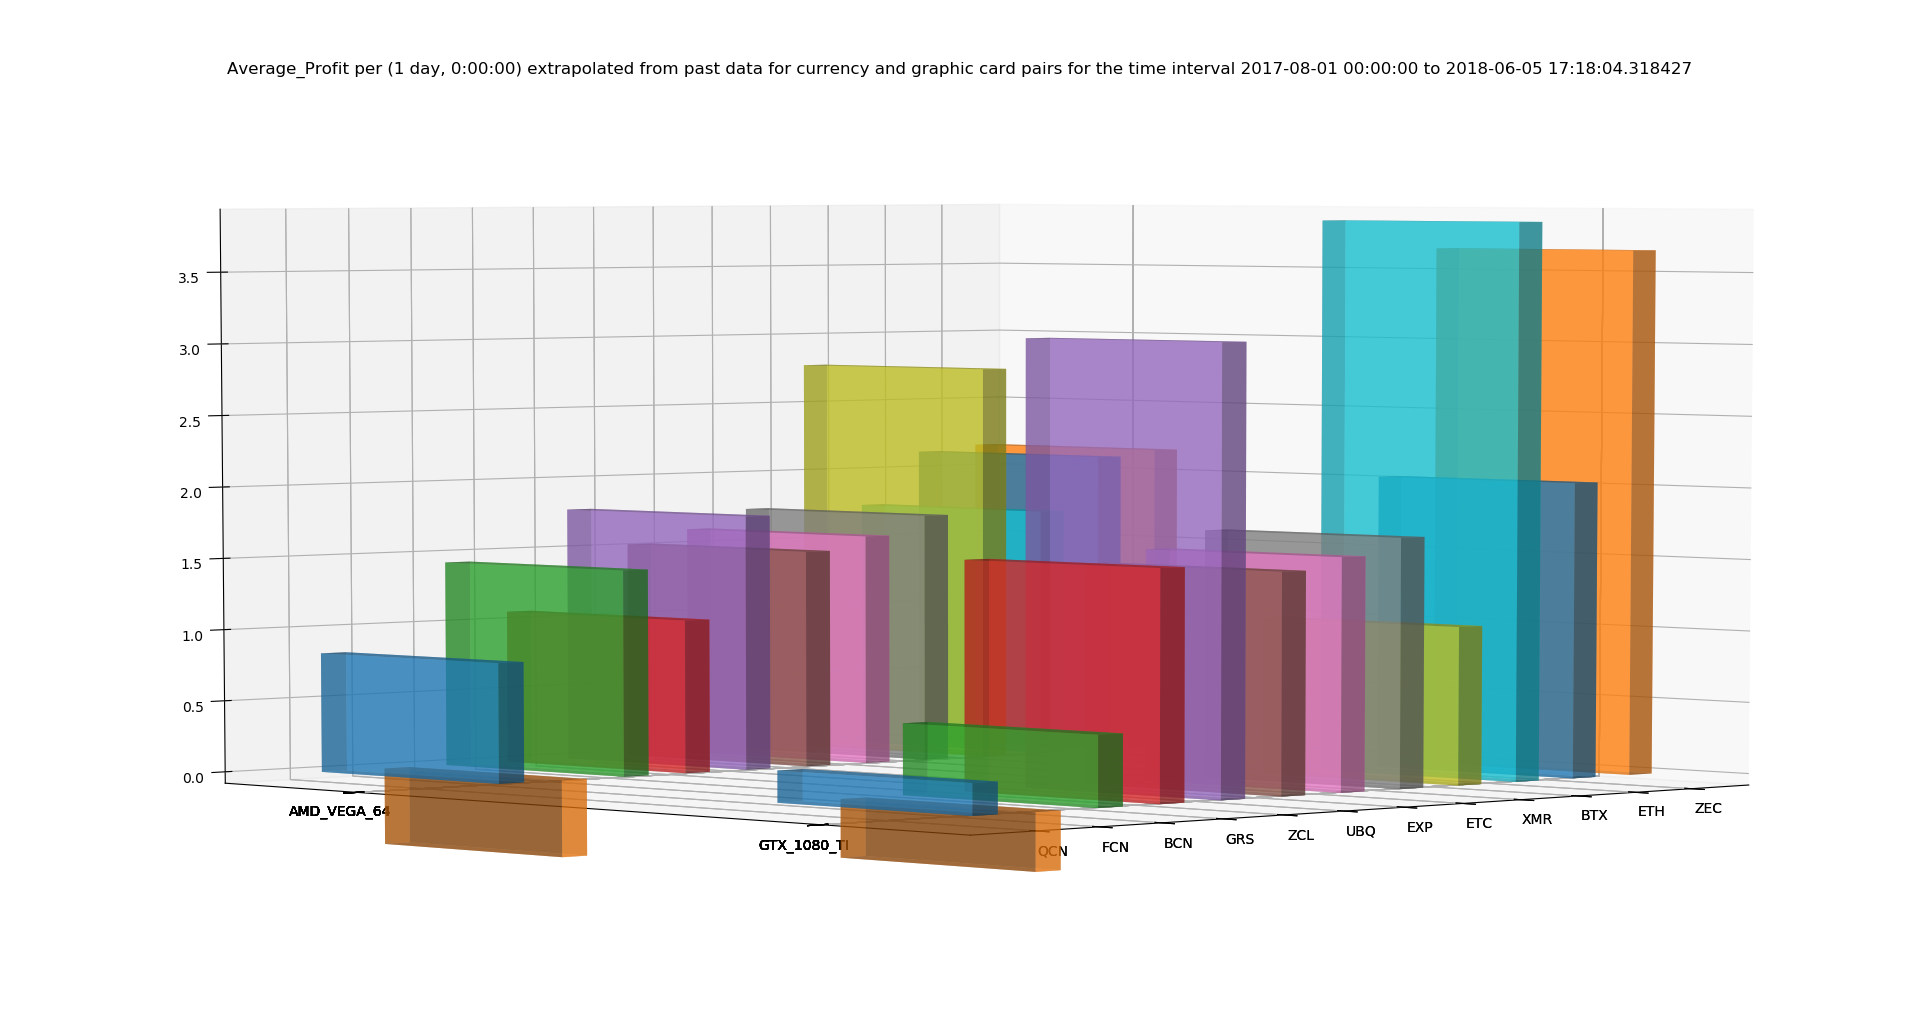 Average_Profit per (1 day, 0:00:00) extrapolated from past data for currency and graphic card pairs for the time interval 2017-08-01 00:00:00 to 2018-06-05 17:18:04.318427
3.5
3.0
2.5
2.0
1.5
1.0
0.5
0.0
AMD_VEGA_64
GTX_1080_TI
QCN
FCN
BCN
GRS
ZCL
UBQ
EXP
ETC
XMR
BTX
ETH
ZEC